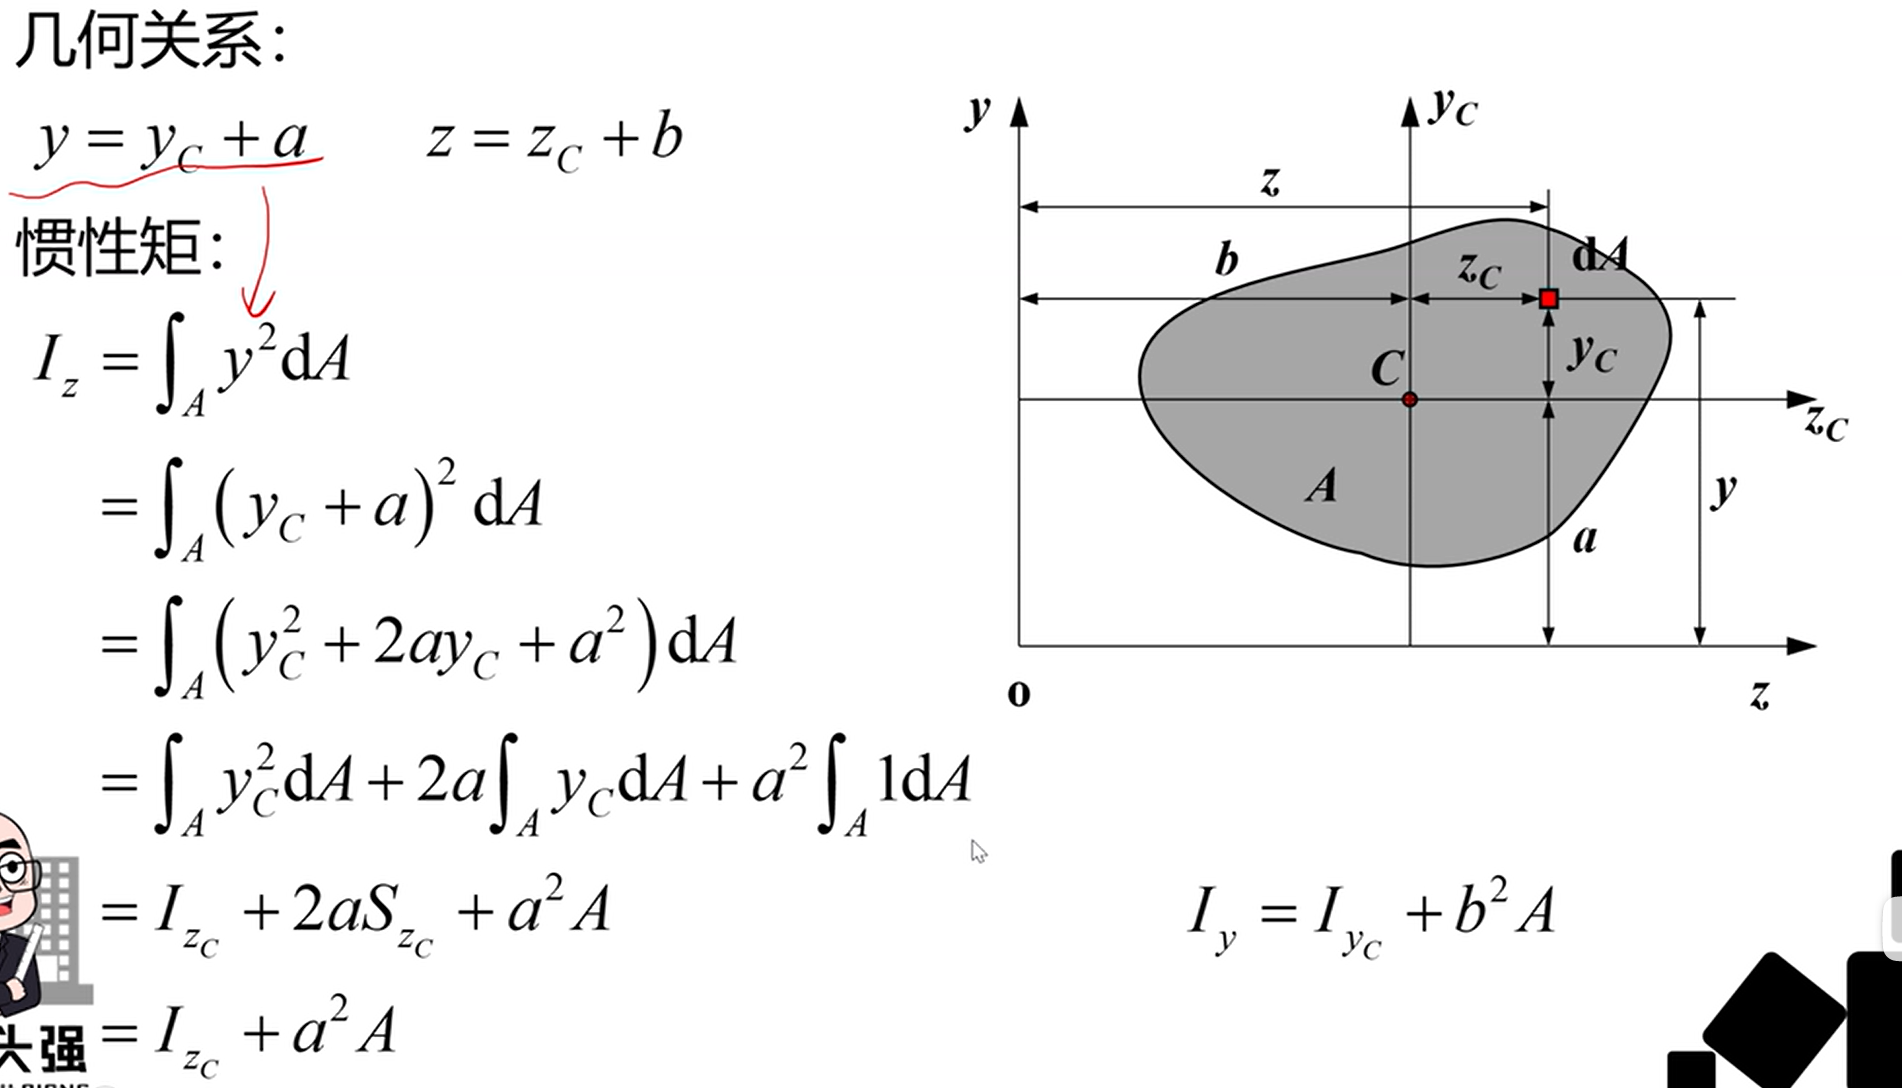 几何关系：
y = y_C + a    z = z_C + b
惯性矩：
I_z = ∫_A y²dA
= ∫_A (y_C + a)² dA
= ∫_A (y_C² + 2ay_C + a²) dA
= ∫_A y_C² dA + 2a∫_A y_C dA + a²∫_A 1dA
= I_{z_C} + 2aS_{z_C} + a²A
= I_{z_C} + a²A
y
y_C
z
b
z_C
dA
C
y_C
z_C
A
y
a
o
z
I_y = I_{y_C} + b²A
强